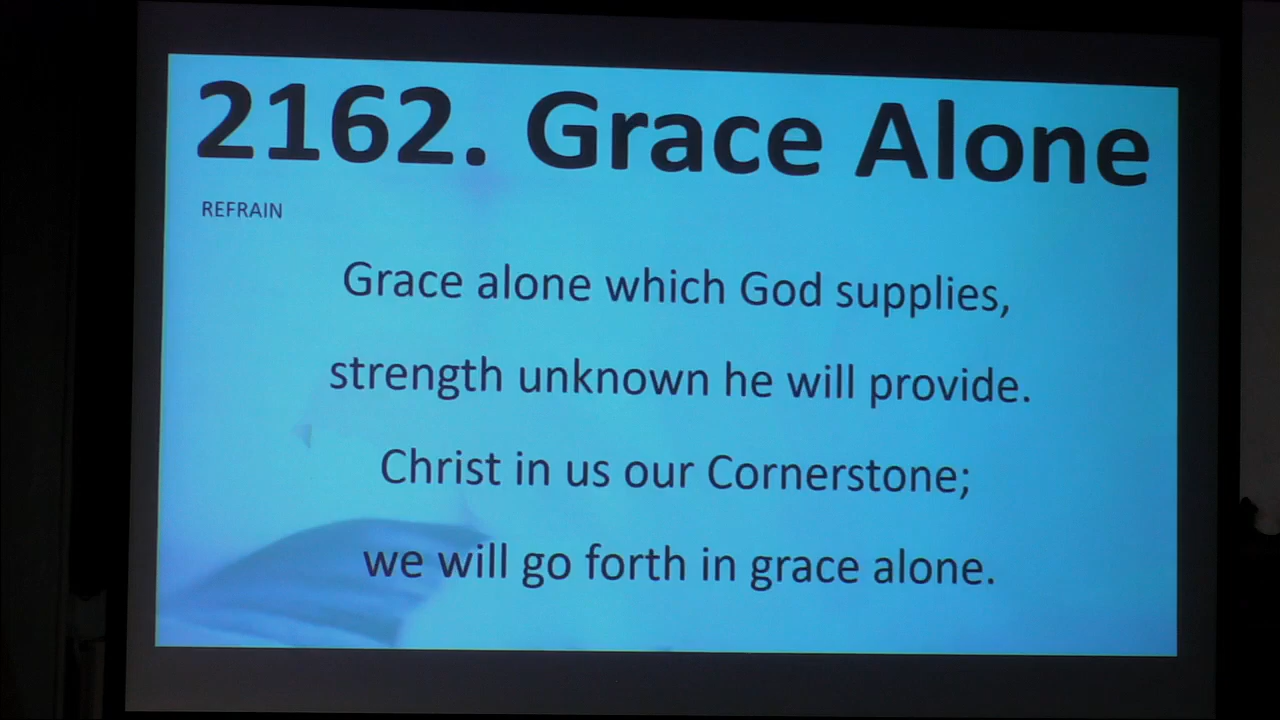 2162. Grace Alone
REFRAIN
Grace alone which God supplies,
strength unknown he will provide.
Christ in us our Cornerstone;
we will go forth in grace alone.